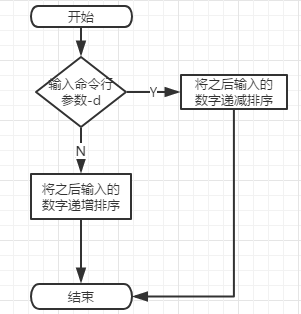 开始
输入命令行
参数-d
Y
将之后输入的
数字递减排序
N
将之后输入的
数字递增排序
结束